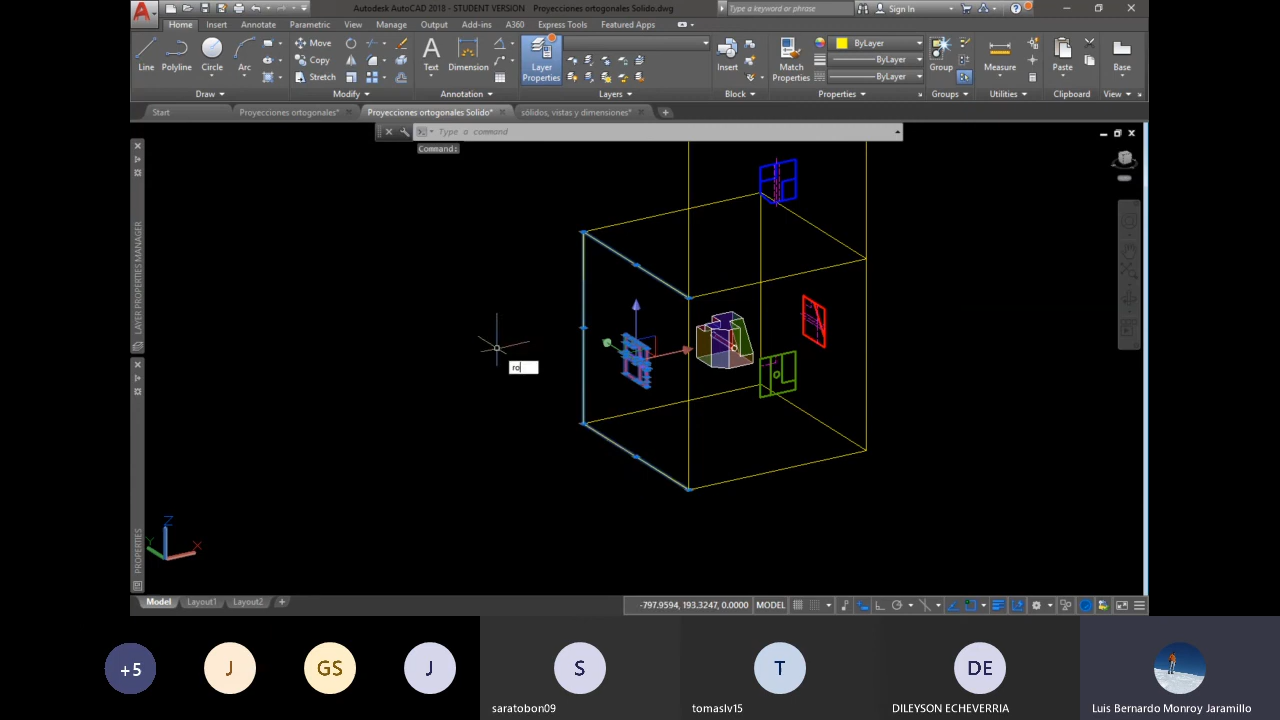 Autodesk AutoCAD 2018 - STUDENT VERSION Proyecciones ortogonales Solido.dwg
Type a keyword or phrase
Sign In
Home Insert Annotate Parametric View Manage Output Add-ins A360 Express Tools Featured Apps
Line Polyline Circle Arc
Move
Copy
Stretch
Text Dimension
Layer Properties
Insert
Match Properties
ByLayer
ByLayer
ByLayer
Group
Measure
Paste
Base
Draw Modify Annotation Layers Block Properties Groups Utilities Clipboard View
Start Proyecciones ortogonales* Proyecciones ortogonales Solido* sólidos, vistas y dimensiones*
Type a command
Command:
LAYER PROPERTIES MANAGER
ro
PROPERTIES
Z
Y
X
Model Layout1 Layout2
-797.9594, 193.3247, 0.0000 MODEL
+5
J
GS
J
S
T
DE
saratobon09
tomaslv15
DILEYSON ECHEVERRIA
Luis Bernardo Monroy Jaramillo